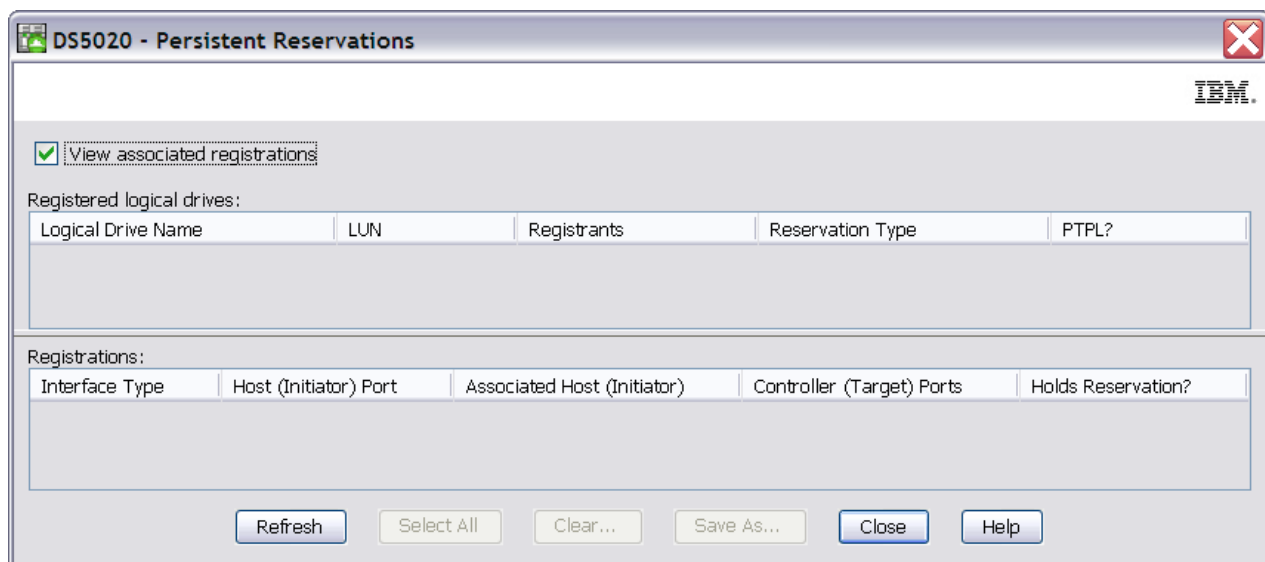 DS5020 - Persistent Reservations
IBM.
View associated registrations
Registered logical drives:
Logical Drive Name LUN Registrants Reservation Type PTPL?
Registrations:
Interface Type Host (Initiator) Port Associated Host (Initiator) Controller (Target) Ports Holds Reservation?
Refresh Select All Clear... Save As... Close Help